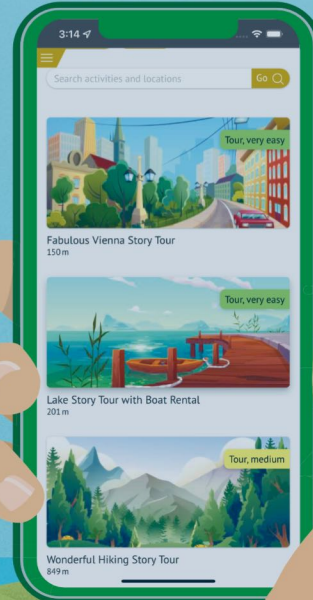 3:14
Search activities and locations
Go
Tour, very easy
Fabulous Vienna Story Tour
150 m
Tour, very easy
Lake Story Tour with Boat Rental
201 m
Tour, medium
Wonderful Hiking Story Tour
849 m